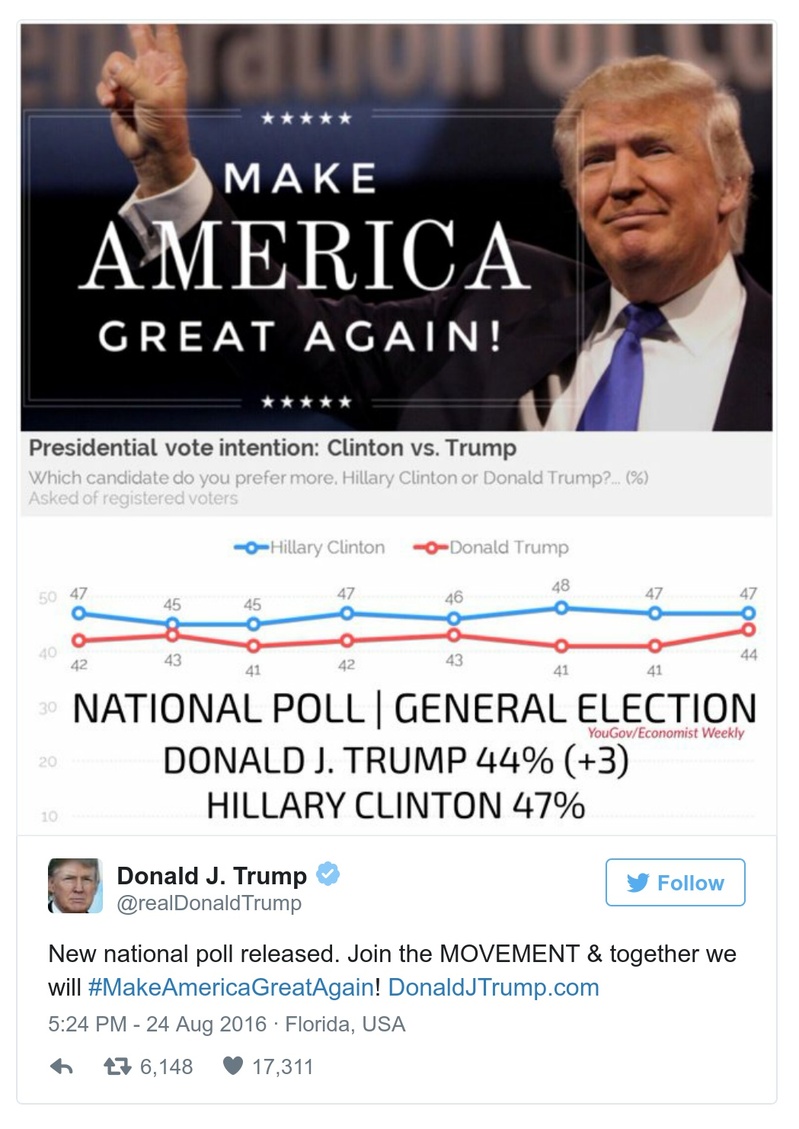 eneration of co
★★★★★
MAKE
AMERICA
GREAT AGAIN!
★★★★★
Presidential vote intention: Clinton vs. Trump
Which candidate do you prefer more, Hillary Clinton or Donald Trump?... (%)
Asked of registered voters
Hillary Clinton Donald Trump
50 47 45 45 47 46 48 47 47
40 42 43 41 42 43 41 41 44
30 NATIONAL POLL | GENERAL ELECTION
YouGov/Economist Weekly
20 DONALD J. TRUMP 44% (+3)
10 HILLARY CLINTON 47%
Donald J. Trump
@realDonaldTrump
Follow
New national poll released. Join the MOVEMENT & together we
will #MakeAmericaGreatAgain! DonaldJTrump.com
5:24 PM - 24 Aug 2016 · Florida, USA
6,148 17,311